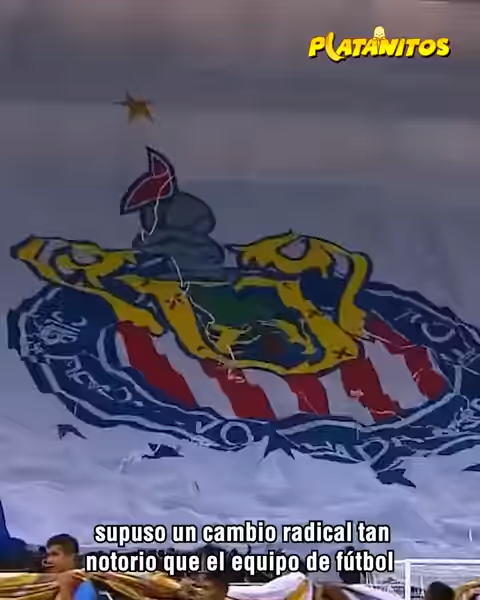 PLATANITOS
supuso un cambio radical tan
notorio que el equipo de fútbol